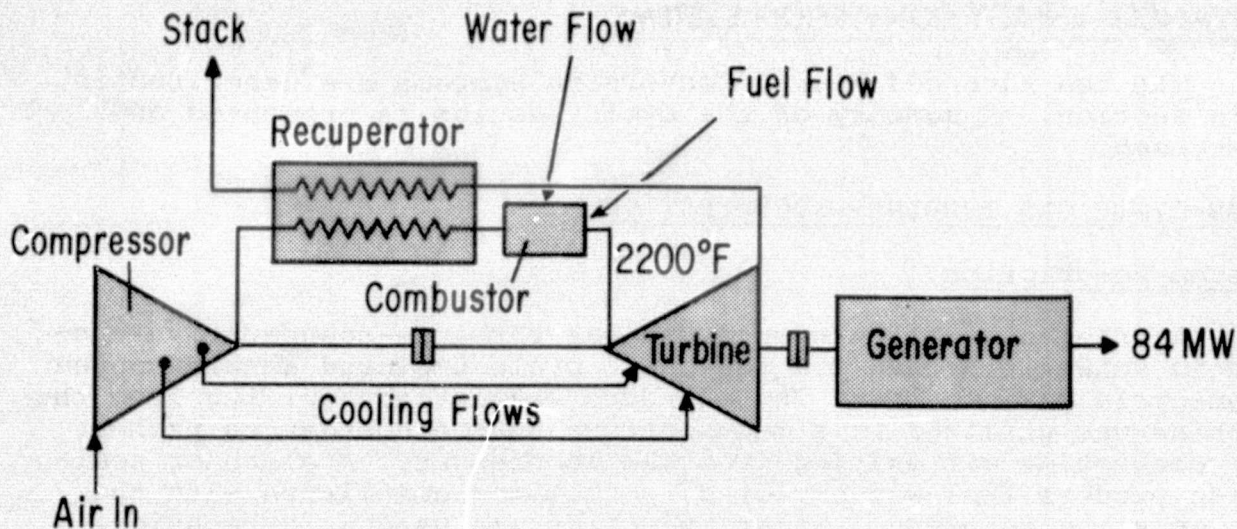 Stack
Water Flow
Fuel Flow
Recuperator
Compressor
2200°F
Combustor
Turbine
Generator
84 MW
Cooling Flows
Air In